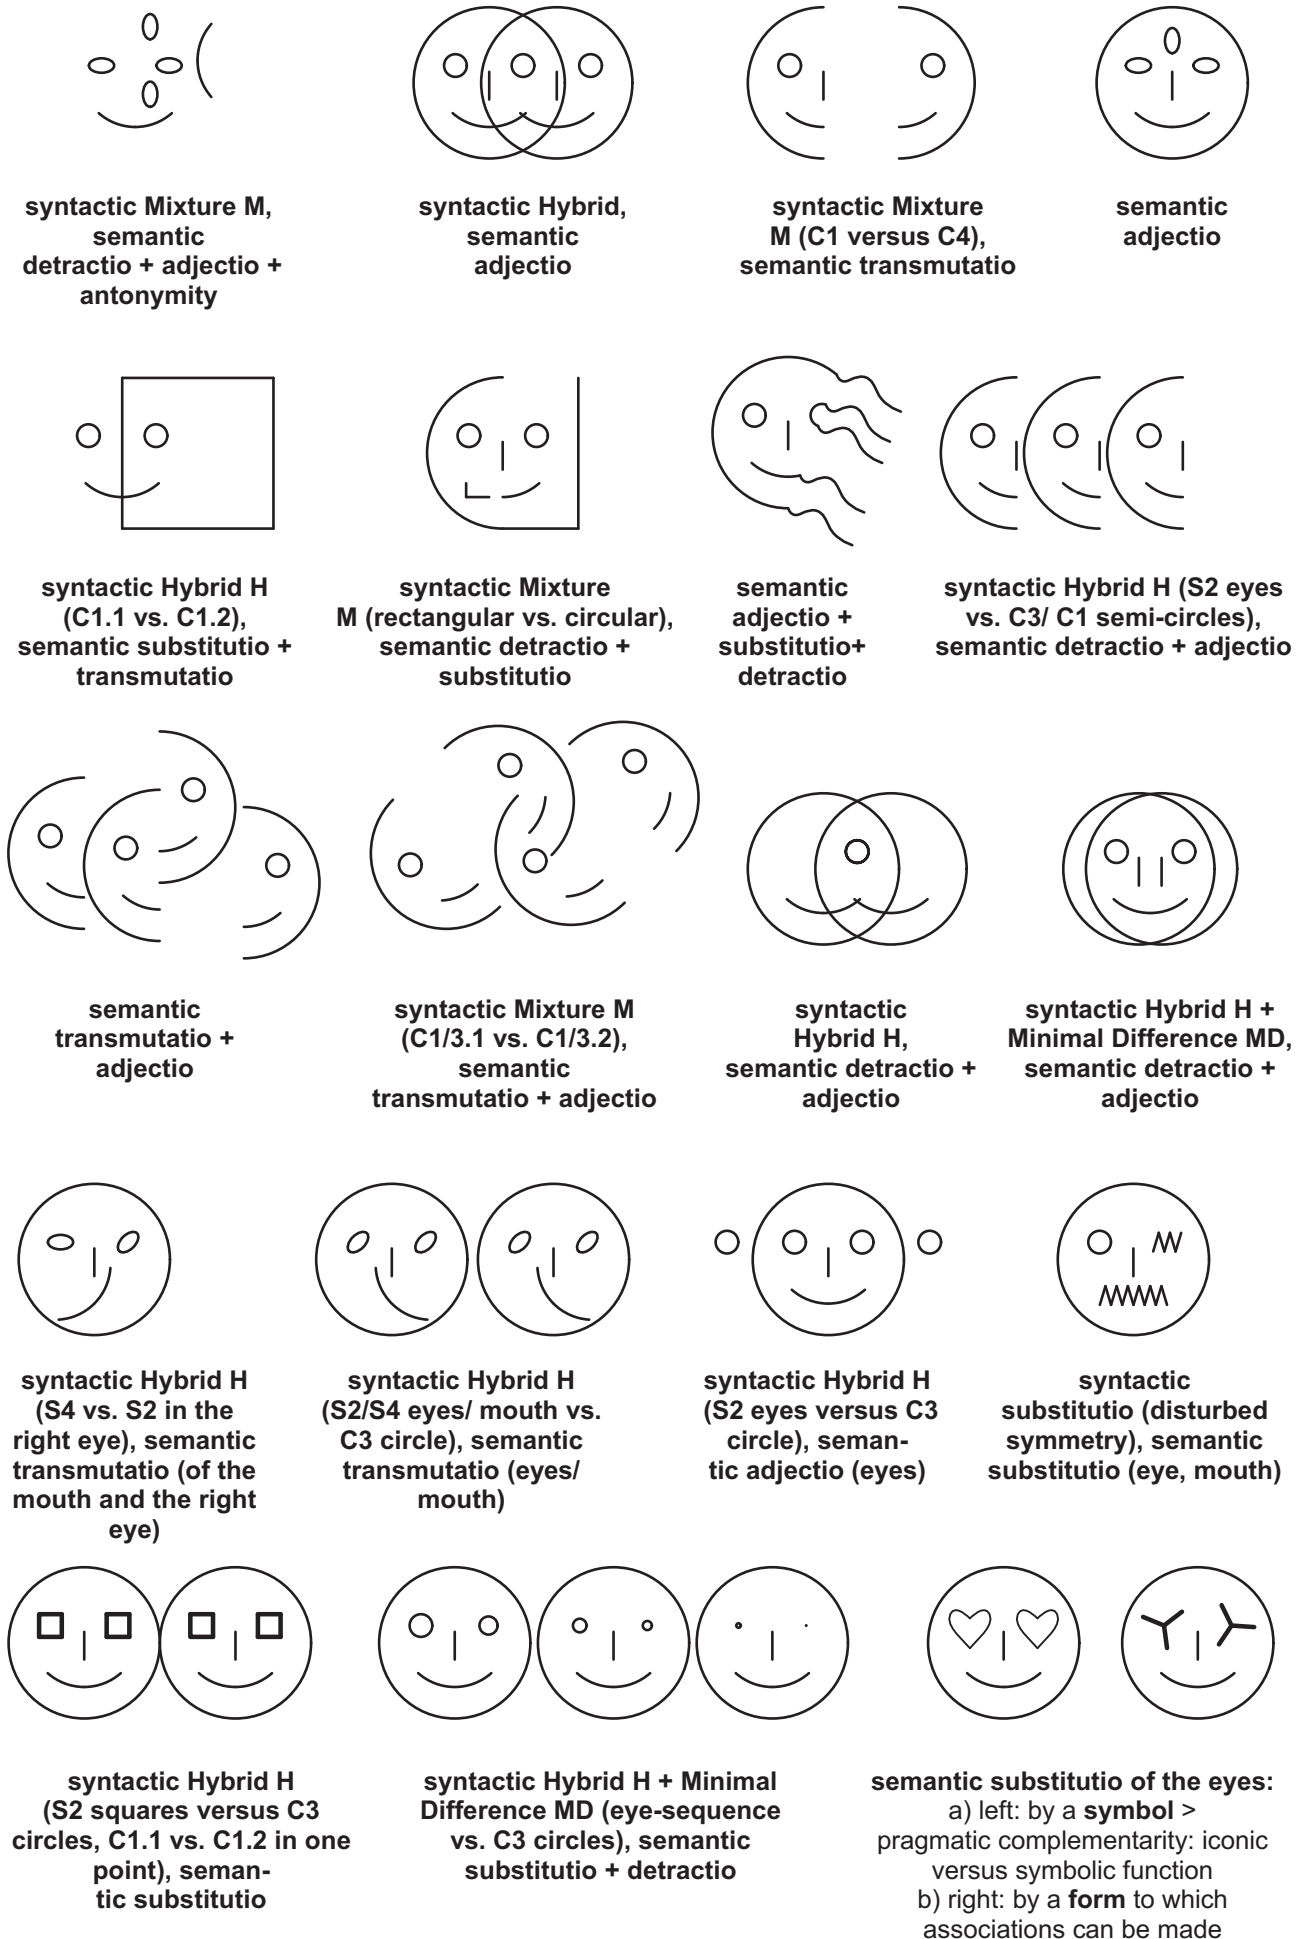 syntactic Mixture M,
semantic
detractio + adjectio +
antonymity
syntactic Hybrid,
semantic
adjectio
syntactic Mixture
M (C1 versus C4),
semantic transmutatio
semantic
adjectio
syntactic Hybrid H
(C1.1 vs. C1.2),
semantic substitutio +
transmutatio
syntactic Mixture
M (rectangular vs. circular),
semantic detractio +
substitutio
semantic
adjectio +
substitutio+
detractio
syntactic Hybrid H (S2 eyes
vs. C3/ C1 semi-circles),
semantic detractio + adjectio
semantic
transmutatio +
adjectio
syntactic Mixture M
(C1/3.1 vs. C1/3.2),
semantic
transmutatio + adjectio
syntactic
Hybrid H,
semantic detractio +
adjectio
syntactic Hybrid H +
Minimal Difference MD,
semantic detractio +
adjectio
syntactic Hybrid H
(S4 vs. S2 in the
right eye), semantic
transmutatio (of the
mouth and the right
eye)
syntactic Hybrid H
(S2/S4 eyes/ mouth vs.
C3 circle), semantic
transmutatio (eyes/
mouth)
syntactic Hybrid H
(S2 eyes versus C3
circle), seman-
tic adjectio (eyes)
syntactic
substitutio (disturbed
symmetry), semantic
substitutio (eye, mouth)
syntactic Hybrid H
(S2 squares versus C3
circles, C1.1 vs. C1.2 in one
point), seman-
tic substitutio
syntactic Hybrid H + Minimal
Difference MD (eye-sequence
vs. C3 circles), semantic
substitutio + detractio
semantic substitutio of the eyes:
a) left: by a symbol >
pragmatic complementarity: iconic
versus symbolic function
b) right: by a form to which
associations can be made